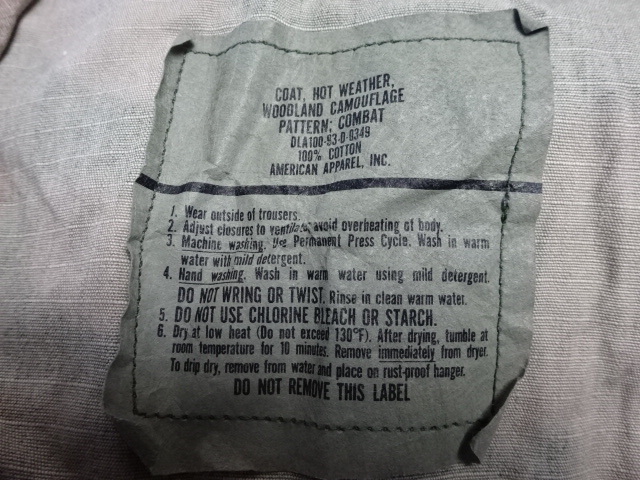 COAT, HOT WEATHER,
WOODLAND CAMOUFLAGE
PATTERN: COMBAT
DLA100-93-D-0349
100% COTTON
AMERICAN APPAREL, INC.
1. Wear outside of trousers.
2. Adjust closures to ventilate; avoid overheating of body.
3. Machine washing. Use Permanent Press Cycle. Wash in warm
water with mild detergent.
4. Hand washing. Wash in warm water using mild detergent.
DO NOT WRING OR TWIST. Rinse in clean warm water.
5. DO NOT USE CHLORINE BLEACH OR STARCH.
6. Dry at low heat (Do not exceed 130°F). After drying, tumble at
room temperature for 10 minutes. Remove immediately from dryer.
To drip dry, remove from water and place on rust-proof hanger.
DO NOT REMOVE THIS LABEL